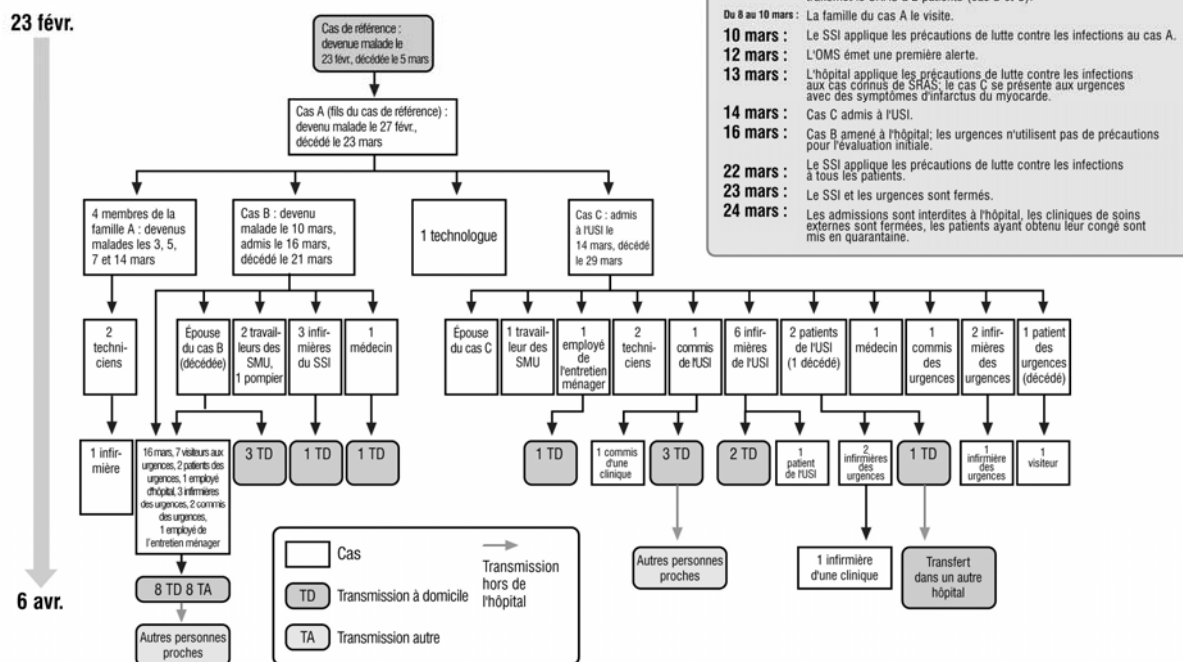 23 févr.
Cas de référence :
devenue malade le
23 févr., décédée le 5 mars
Cas A (fils du cas de référence) :
devenu malade le 27 févr.,
décédé le 23 mars
4 membres de la
famille A : devenus
malades les 3, 5,
7 et 14 mars
Cas B : devenu
malade le 10 mars,
admis le 16 mars,
décédé le 21 mars
1 technologue
Cas C : admis
à l'USI le
14 mars, décédé
le 29 mars
2
techni-
ciens
Épouse
du cas B
(décédée)
2 travail-
leurs des
SMU,
1 pompier
3 infir-
mières
du SSI
1
médecin
Épouse
du cas C
1 travail-
leur des
SMU
1
employé
de
l'entretien
ménager
2
techni-
ciens
1
commis
de l'USI
6 infir-
mières
de l'USI
2 patients
de l'USI
(1 décédé)
1
médecin
1
commis
des
urgences
2 infir-
mières
des
urgences
1 patient
des
urgences
(décédé)
1 infir-
mière
16 mars, 7 visiteurs aux
urgences, 2 patients des
urgences, 1 employé
d'hôpital, 3 infirmières
des urgences, 2 commis
des urgences,
1 employé de
l'entretien ménager
3 TD
1 TD
1 TD
1 TD
1 commis
d'une
clinique
3 TD
2 TD
1
patient
de l'USI
2
infirmières
des
urgences
1 TD
1
infirmière
des
urgences
1
visiteur
8 TD 8 TA
Autres personnes
proches
Autres personnes
proches
1 infirmière
d'une clinique
Transfert
dans un autre
hôpital
6 avr.
Cas
TD Transmission à domicile
TA Transmission autre
Transmission
hors de
l'hôpital
Du 8 au 10 mars : La famille du cas A le visite.
10 mars : Le SSI applique les précautions de lutte contre les infections au cas A.
12 mars : L'OMS émet une première alerte.
13 mars : L'hôpital applique les précautions de lutte contre les infections
aux cas connus de SRAS; le cas C se présente aux urgences
avec des symptômes d'infarctus du myocarde.
14 mars : Cas C admis à l'USI.
16 mars : Cas B amené à l'hôpital; les urgences n'utilisent pas de précautions
pour l'évaluation initiale.
22 mars : Le SSI applique les précautions de lutte contre les infections
à tous les patients.
23 mars : Le SSI et les urgences sont fermés.
24 mars : Les admissions sont interdites à l'hôpital, les cliniques de soins
externes sont fermées, les patients ayant obtenu leur congé sont
mis en quarantaine.